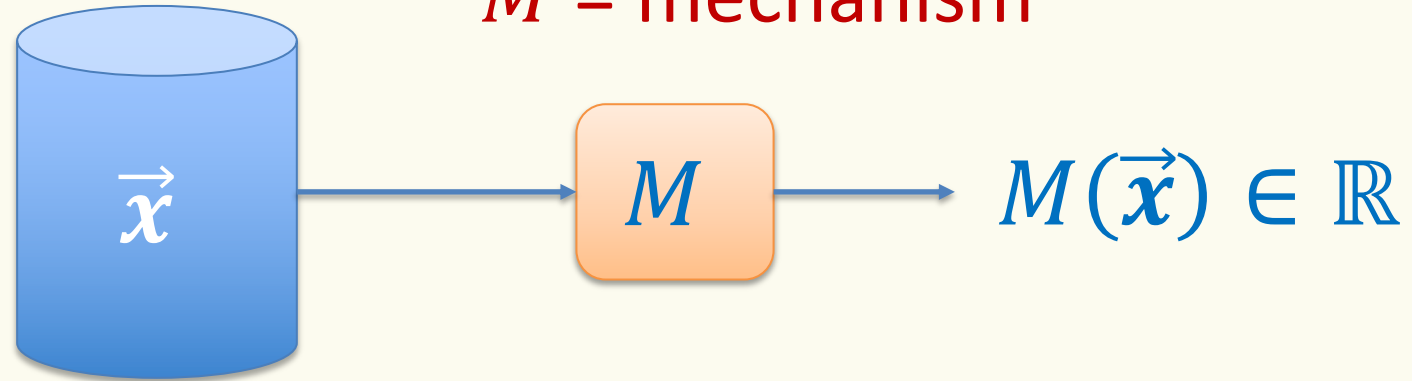 M = mechanism
x⃗
M
M(x⃗) ∈ ℝ